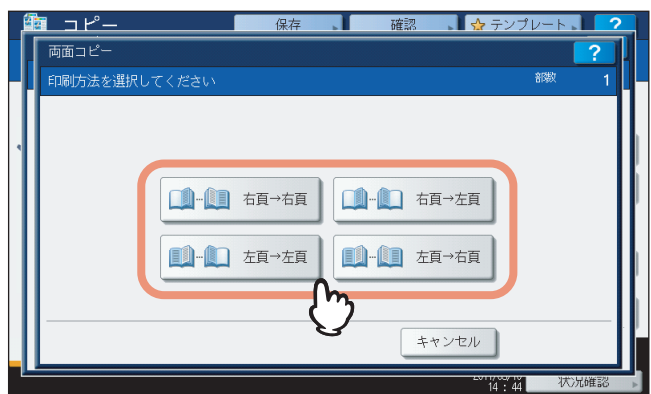 コピー 保存 確認 テンプレート ?
両面コピー ?
印刷方法を選択してください 部数 1
右頁→右頁 右頁→左頁
左頁→左頁 左頁→右頁
キャンセル
14 : 44 状況確認